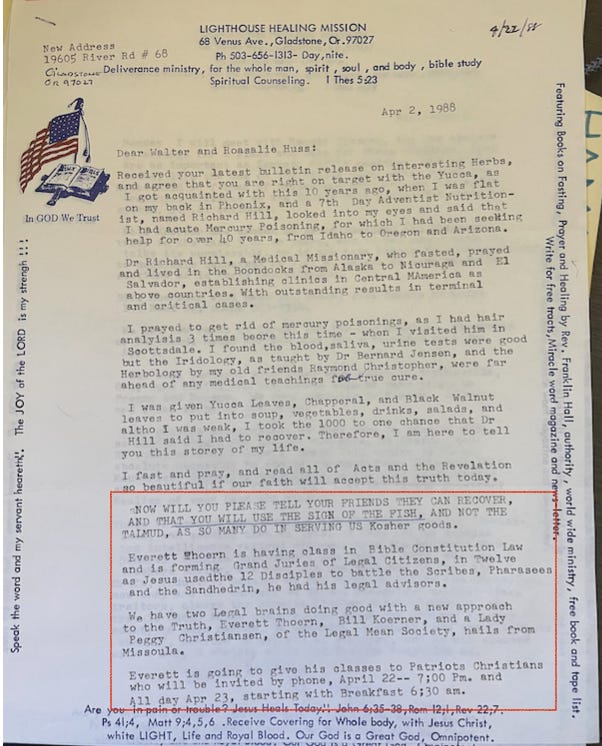 LIGHTHOUSE HEALING MISSION
68 Venus Ave., Gladstone, Or. 97027
Ph 503-656-1313- Day,nite.
Deliverance ministry, for the whole man, spirit , soul , and body , bible study
Spiritual Counseling. I Thes 5:23
New Address
19605 River Rd # 68
GLADSTONE
OR 97027
4/22/88
Apr 2, 1988
In GOD We Trust
Dear Walter and Roasalie Huss:
Received your latest bulletin release on interesting Herbs,
and agree that you are right on target with the Yucca, as
I got acquainted with this 10 years ago, when I was flat
on my back in Phoenix, and a 7th Day Adventist Nutrition-
ist, named Richard Hill, looked into my eyes and said that
I had acute Mercury Poisoning, for which I had been seeking
help for over 40 years, from Idaho to Oregon and Arizona.
Dr Richard Hill, a Medical Missionary, who fasted, prayed
and lived in the Boondocks from Alaska to Nicuraga and El
Salvador, establishing clinics in Central MAmerica as
above countries. With outstanding results in terminal
and critical cases.
I prayed to get rid of mercury poisonings, as I had hair
analyisis 3 times beore this time - when I visited him in
Scottsdale. I found the blood,saliva, urine tests were good
but the Iridology, as taught by Dr Bernard Jensen, and the
Herbology by my old friends Raymond Christopher, were far
ahead of any medical teachings true cure.
I was given Yucca Leaves, Chapperal, and Black Walnut
leaves to put into soup, vegetables, drinks, salads, and
altho I was weak, I took the 1000 to one chance that Dr
Hill said I had to recover. Therefore, I am here to tell
you this storey of my life.
I fast and pray, and read all of Acts and the Revelation
so beautiful if our faith will accept this truth today.
NOW WILL YOU PLEASE TELL YOUR FRIENDS THEY CAN RECOVER,
AND THAT YOU WILL USE THE SIGN OF THE FISH, AND NOT THE
TALMUD, AS SO MANY DO IN SERVING US Kosher goods.
Everett Thoern is having class in Bible Constitution Law
and is forming Grand Juries of Legal Citizens, in Twelve
as Jesus usedthe 12 Disciples to battle the Scribes, Pharasees
and the Sandhedrin, he had his legal advisors.
We have two Legal brains doing good with a new approach
to the Truth, Everett Thoern, Bill Koerner, and a Lady
Peggy Christiansen, of the Legal Mean Society, hails from
Missoula.
Everett is going to give his classes to Patriots Christians
who will be invited by phone, April 22-- 7;00 Pm. and
All day Apr 23, starting with Breakfast 6;30 am.
Are you in pain or trouble? Jesus Heals Today!! John 6;35-38, Rom 12;1, Rev 22;7.
Ps 41;4, Matt 9;4,5,6 .Receive Covering for Whole body, with Jesus Christ,
white LIGHT, Life and Royal Blood. Our God is a Great God, Omnipotent.
Speak the word and my servant heareth". The JOY of the LORD is my strengh !!!
Featuring Books on Fasting, Prayer and Healing by Rev. Franklin Hall, authority , world wide ministry, free book and tape list.
Write for free tracts,Miracle word magazine and news-letter.